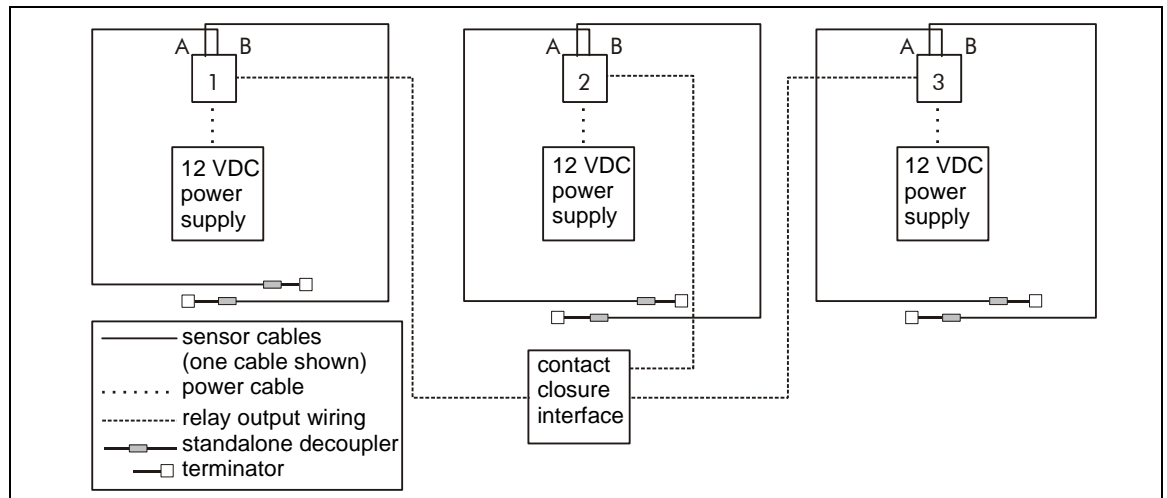 A B
1
12 VDC
power
supply
A B
2
12 VDC
power
supply
A B
3
12 VDC
power
supply
sensor cables
(one cable shown)
power cable
relay output wiring
standalone decoupler
terminator
contact
closure
interface